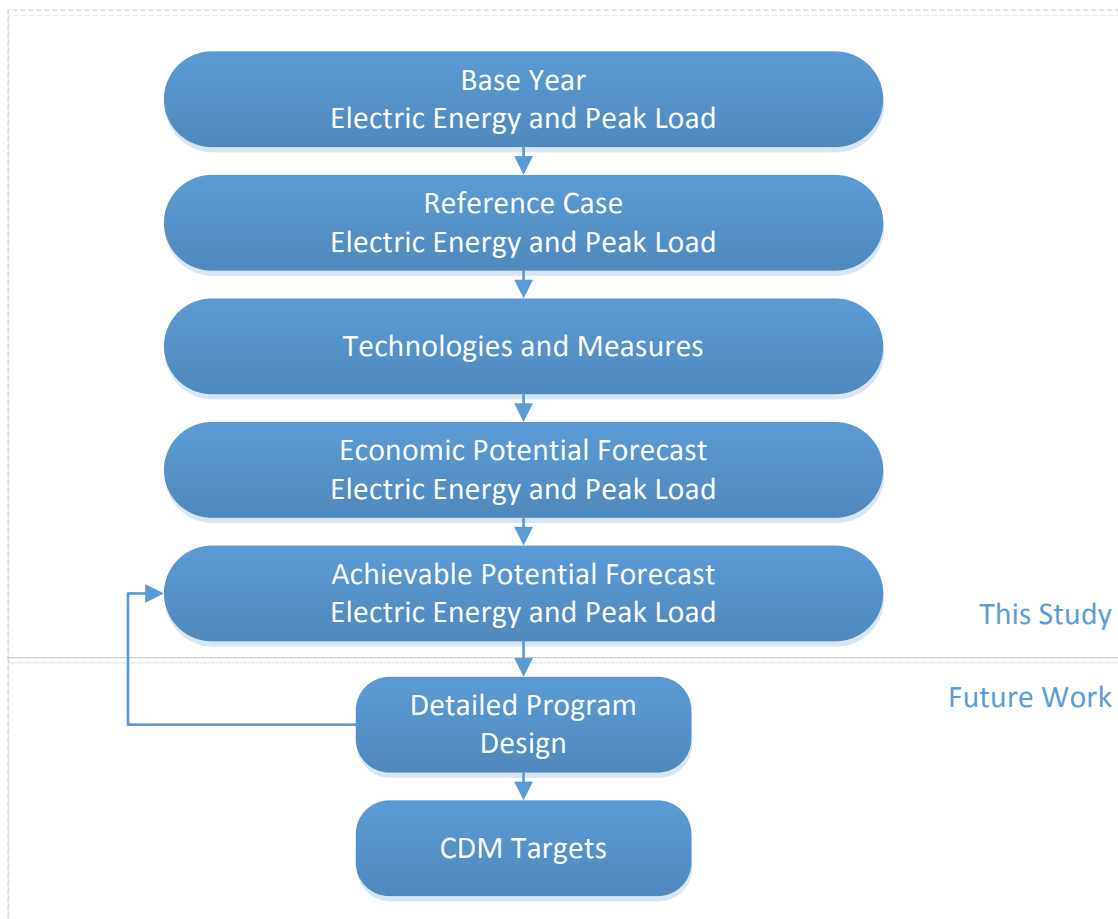 Base Year
Electric Energy and Peak Load
Reference Case
Electric Energy and Peak Load
Technologies and Measures
Economic Potential Forecast
Electric Energy and Peak Load
Achievable Potential Forecast
Electric Energy and Peak Load
This Study
Future Work
Detailed Program
Design
CDM Targets